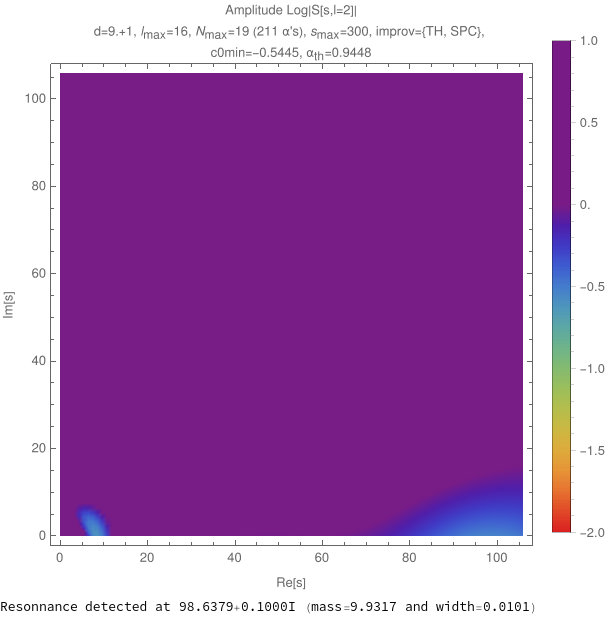 Amplitude Log|S[s,l=2]|
d=9.+1, lmax=16, Nmax=19 (211 α's), smax=300, improv={TH, SPC},
c0min=−0.5445, αth=0.9448
1.0
0.5
0.
−0.5
−1.0
−1.5
−2.0
100
80
60
40
20
0
Im[s]
0 20 40 60 80 100
Re[s]
Resonnance detected at 98.6379+0.1000I (mass=9.9317 and width=0.0101)